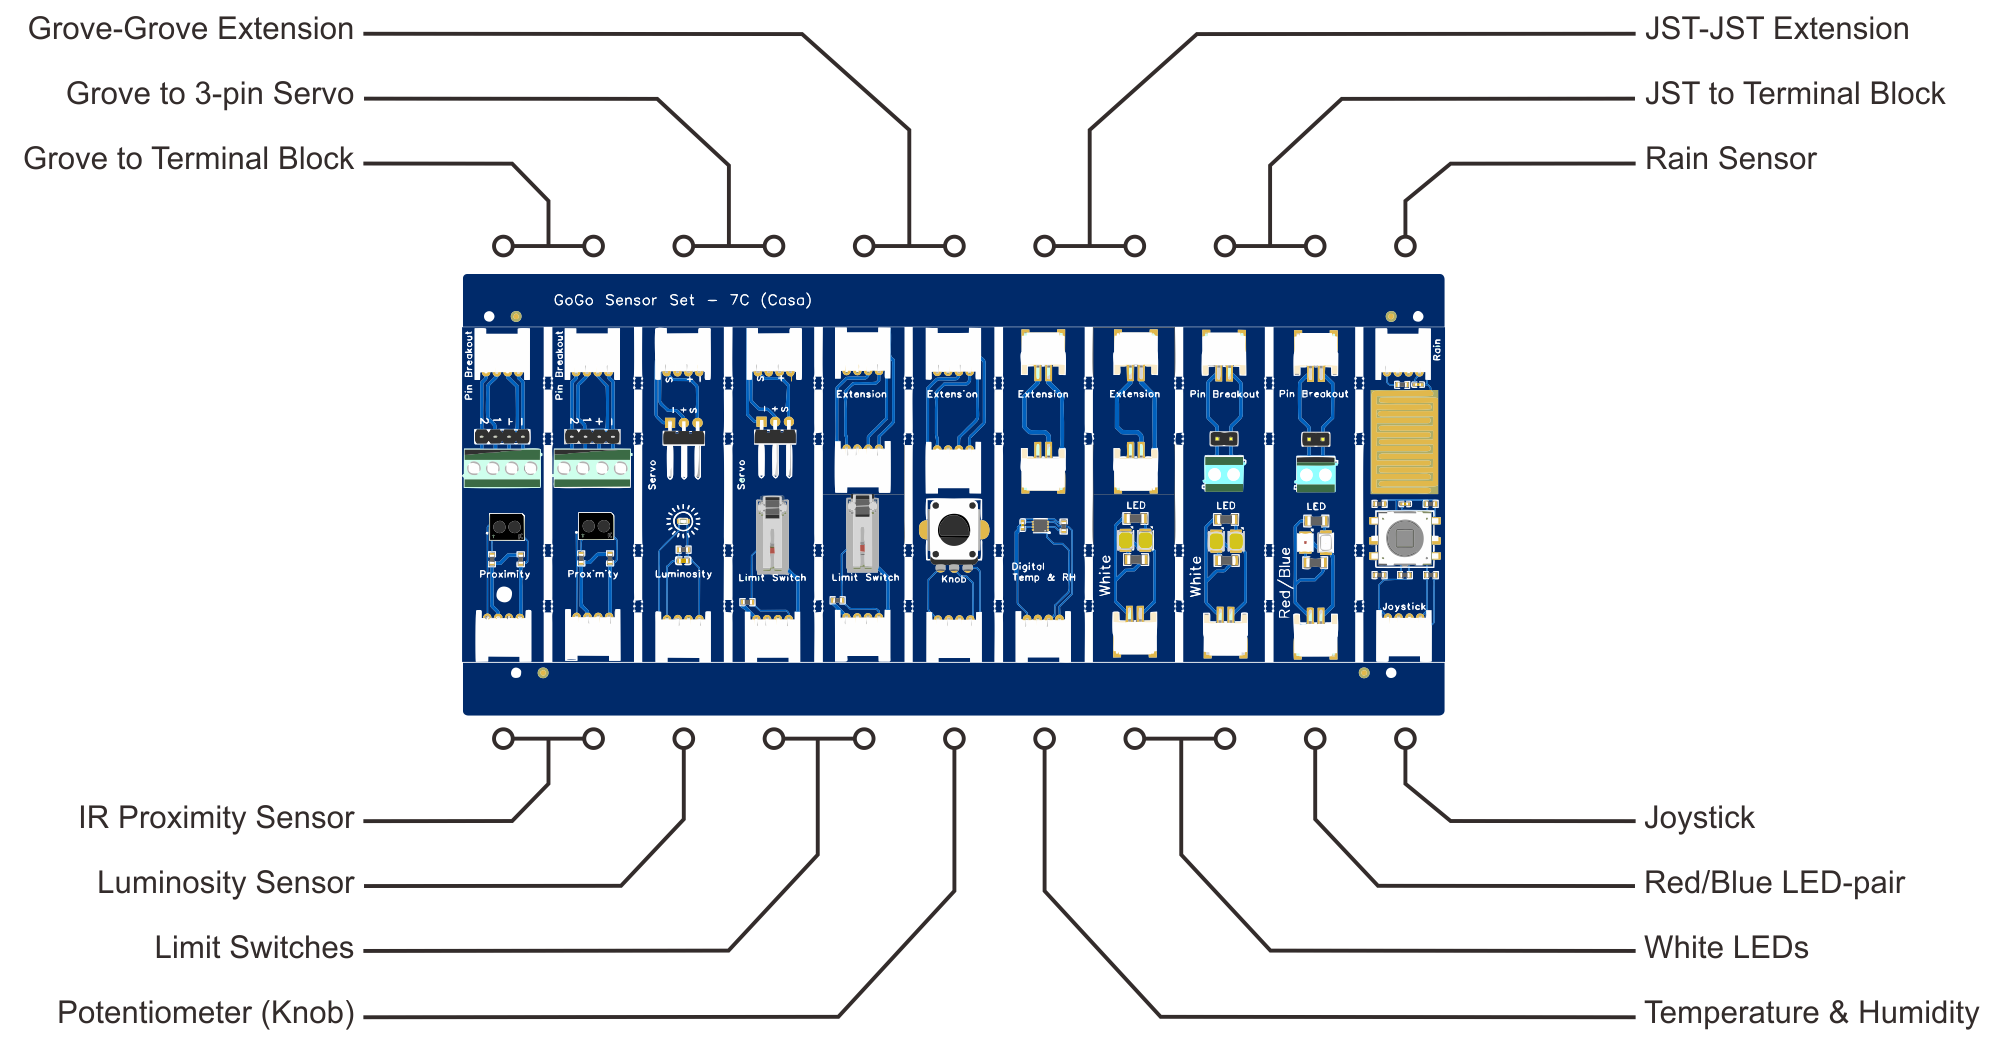 Grove-Grove Extension
JST-JST Extension
Grove to 3-pin Servo
JST to Terminal Block
Grove to Terminal Block
Rain Sensor
GoGo Sensor Set - 7C (Casa)
Pin Breakout
Pin Breakout
S + -
S + -
Rain
Extension
Extension
Extension
Extension
Pin Breakout
Pin Breakout
2 1 + -
2 1 + -
- + S
- + S
Servo
Servo
LED
LED
LED
Proximity
Proximity
Luminosity
Limit Switch
Limit Switch
Knob
Digital
Temp & RH
White
White
Red/Blue
Joystick
IR Proximity Sensor
Joystick
Luminosity Sensor
Red/Blue LED-pair
Limit Switches
White LEDs
Potentiometer (Knob)
Temperature & Humidity